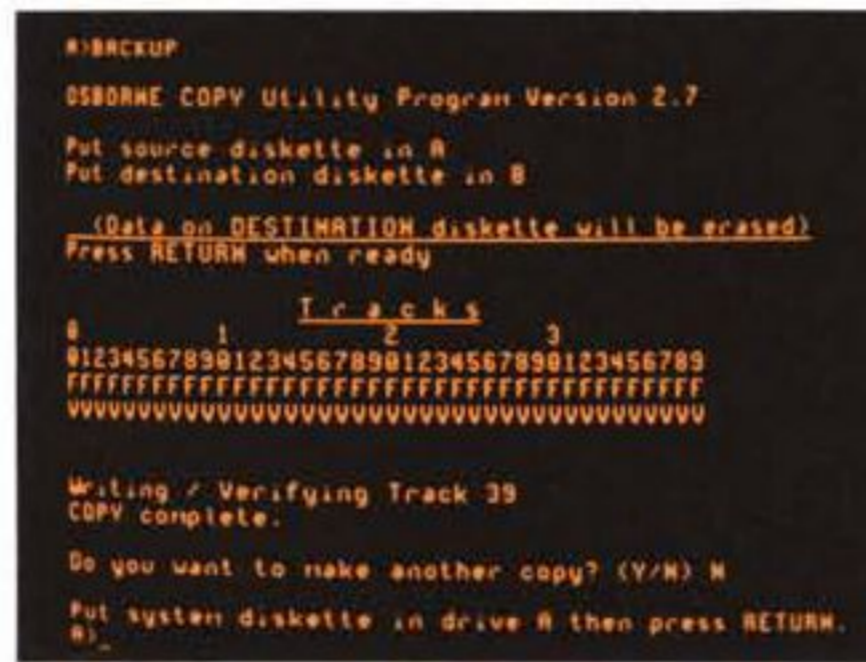 A>BACKUP
OSBORNE COPY Utility Program Version 2.7
Put source diskette in A
Put destination diskette in B
(Data on DESTINATION diskette will be erased)
Press RETURN when ready
T r a c k s
0 1 2 3
0123456789012345678901234567890123456789
FFFFFFFFFFFFFFFFFFFFFFFFFFFFFFFFFFFFFFFF
VVVVVVVVVVVVVVVVVVVVVVVVVVVVVVVVVVVVVVVV
Writing / Verifying Track 39
COPY complete.
Do you want to make another copy? (Y/N) N
Put system diskette in drive A then press RETURN.
A>_